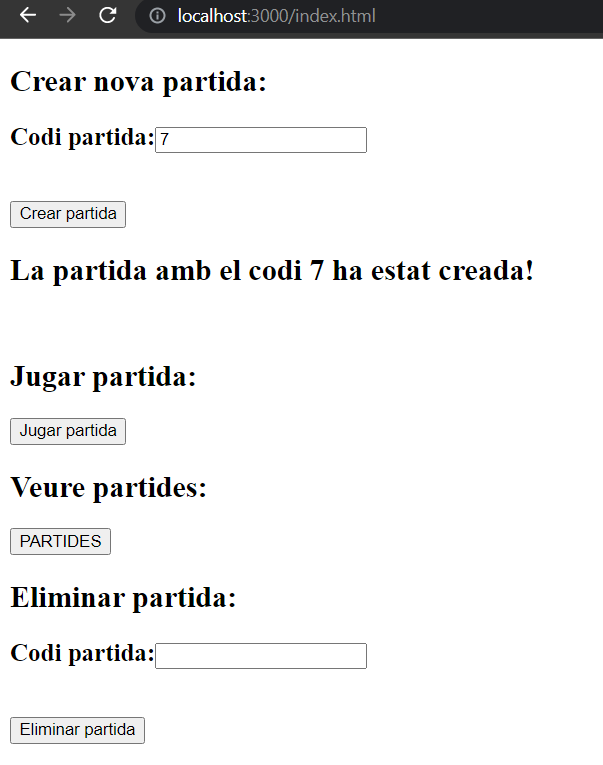 localhost:3000/index.html
Crear nova partida:
Codi partida: 7
Crear partida
La partida amb el codi 7 ha estat creada!
Jugar partida:
Jugar partida
Veure partides:
PARTIDES
Eliminar partida:
Codi partida:
Eliminar partida